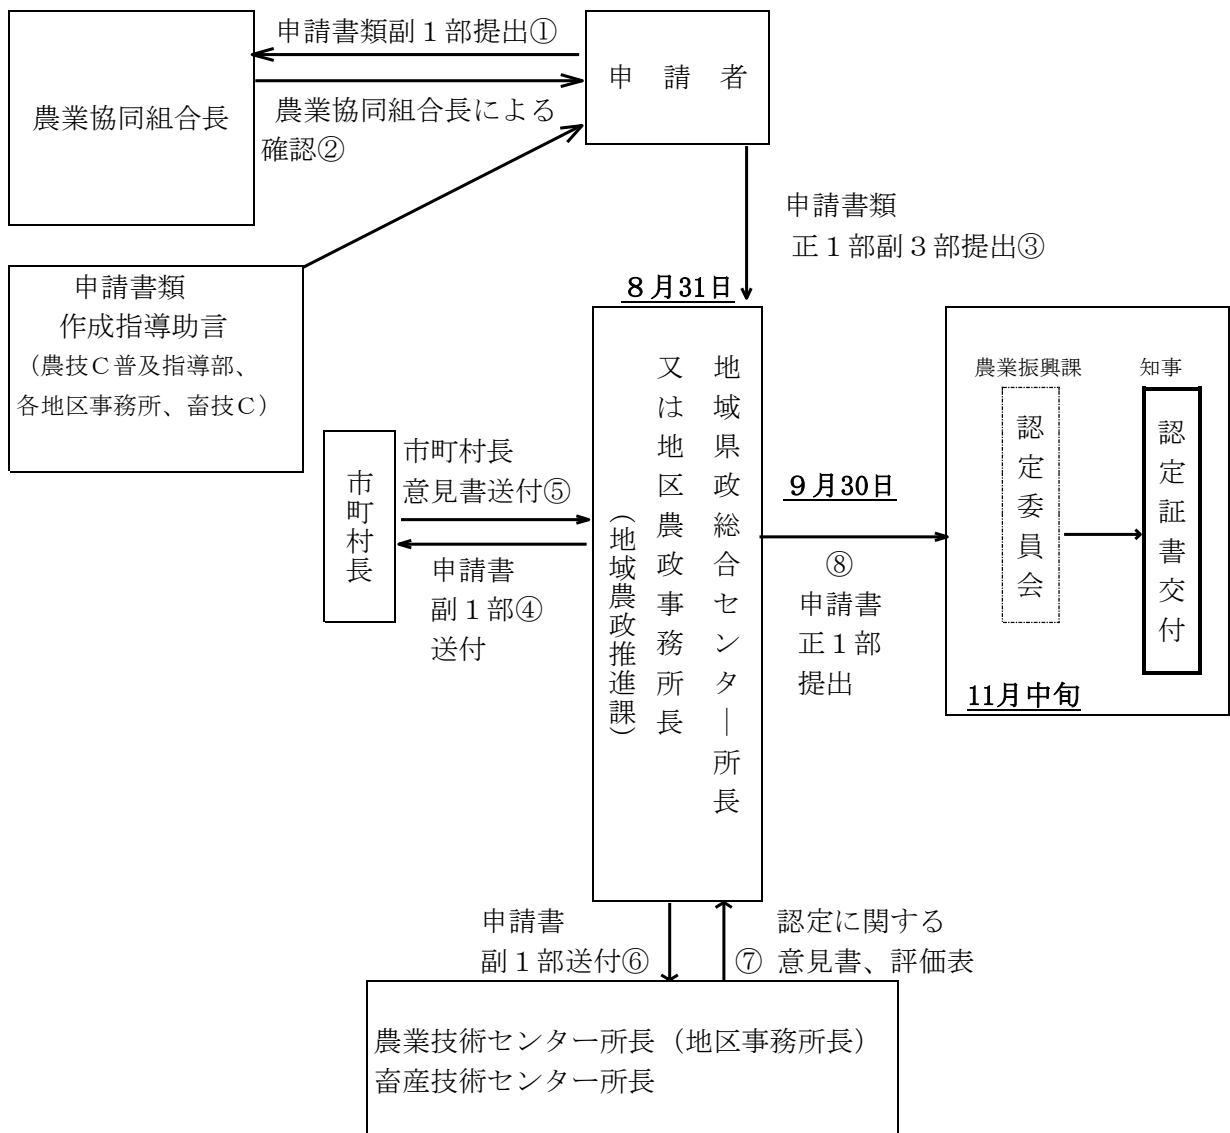 申請書類副１部提出①
申　請　者
農業協同組合長
農業協同組合長による
確認②
申請書類
正１部副３部提出③
申請書類
作成指導助言
（農技Ｃ普及指導部、
各地区事務所、畜技Ｃ）
８月31日
地域県政総合センタ―所長
又は地区農政事務所長
（地域農政推進課）
市町村長
市町村長
意見書送付⑤
申請書
副１部④
送付
９月30日
⑧
申請書
正１部
提出
農業振興課
知事
認定委員会
認定証書交付
11月中旬
申請書
副１部送付⑥
認定に関する
⑦ 意見書、評価表
農業技術センター所長（地区事務所長）
畜産技術センター所長